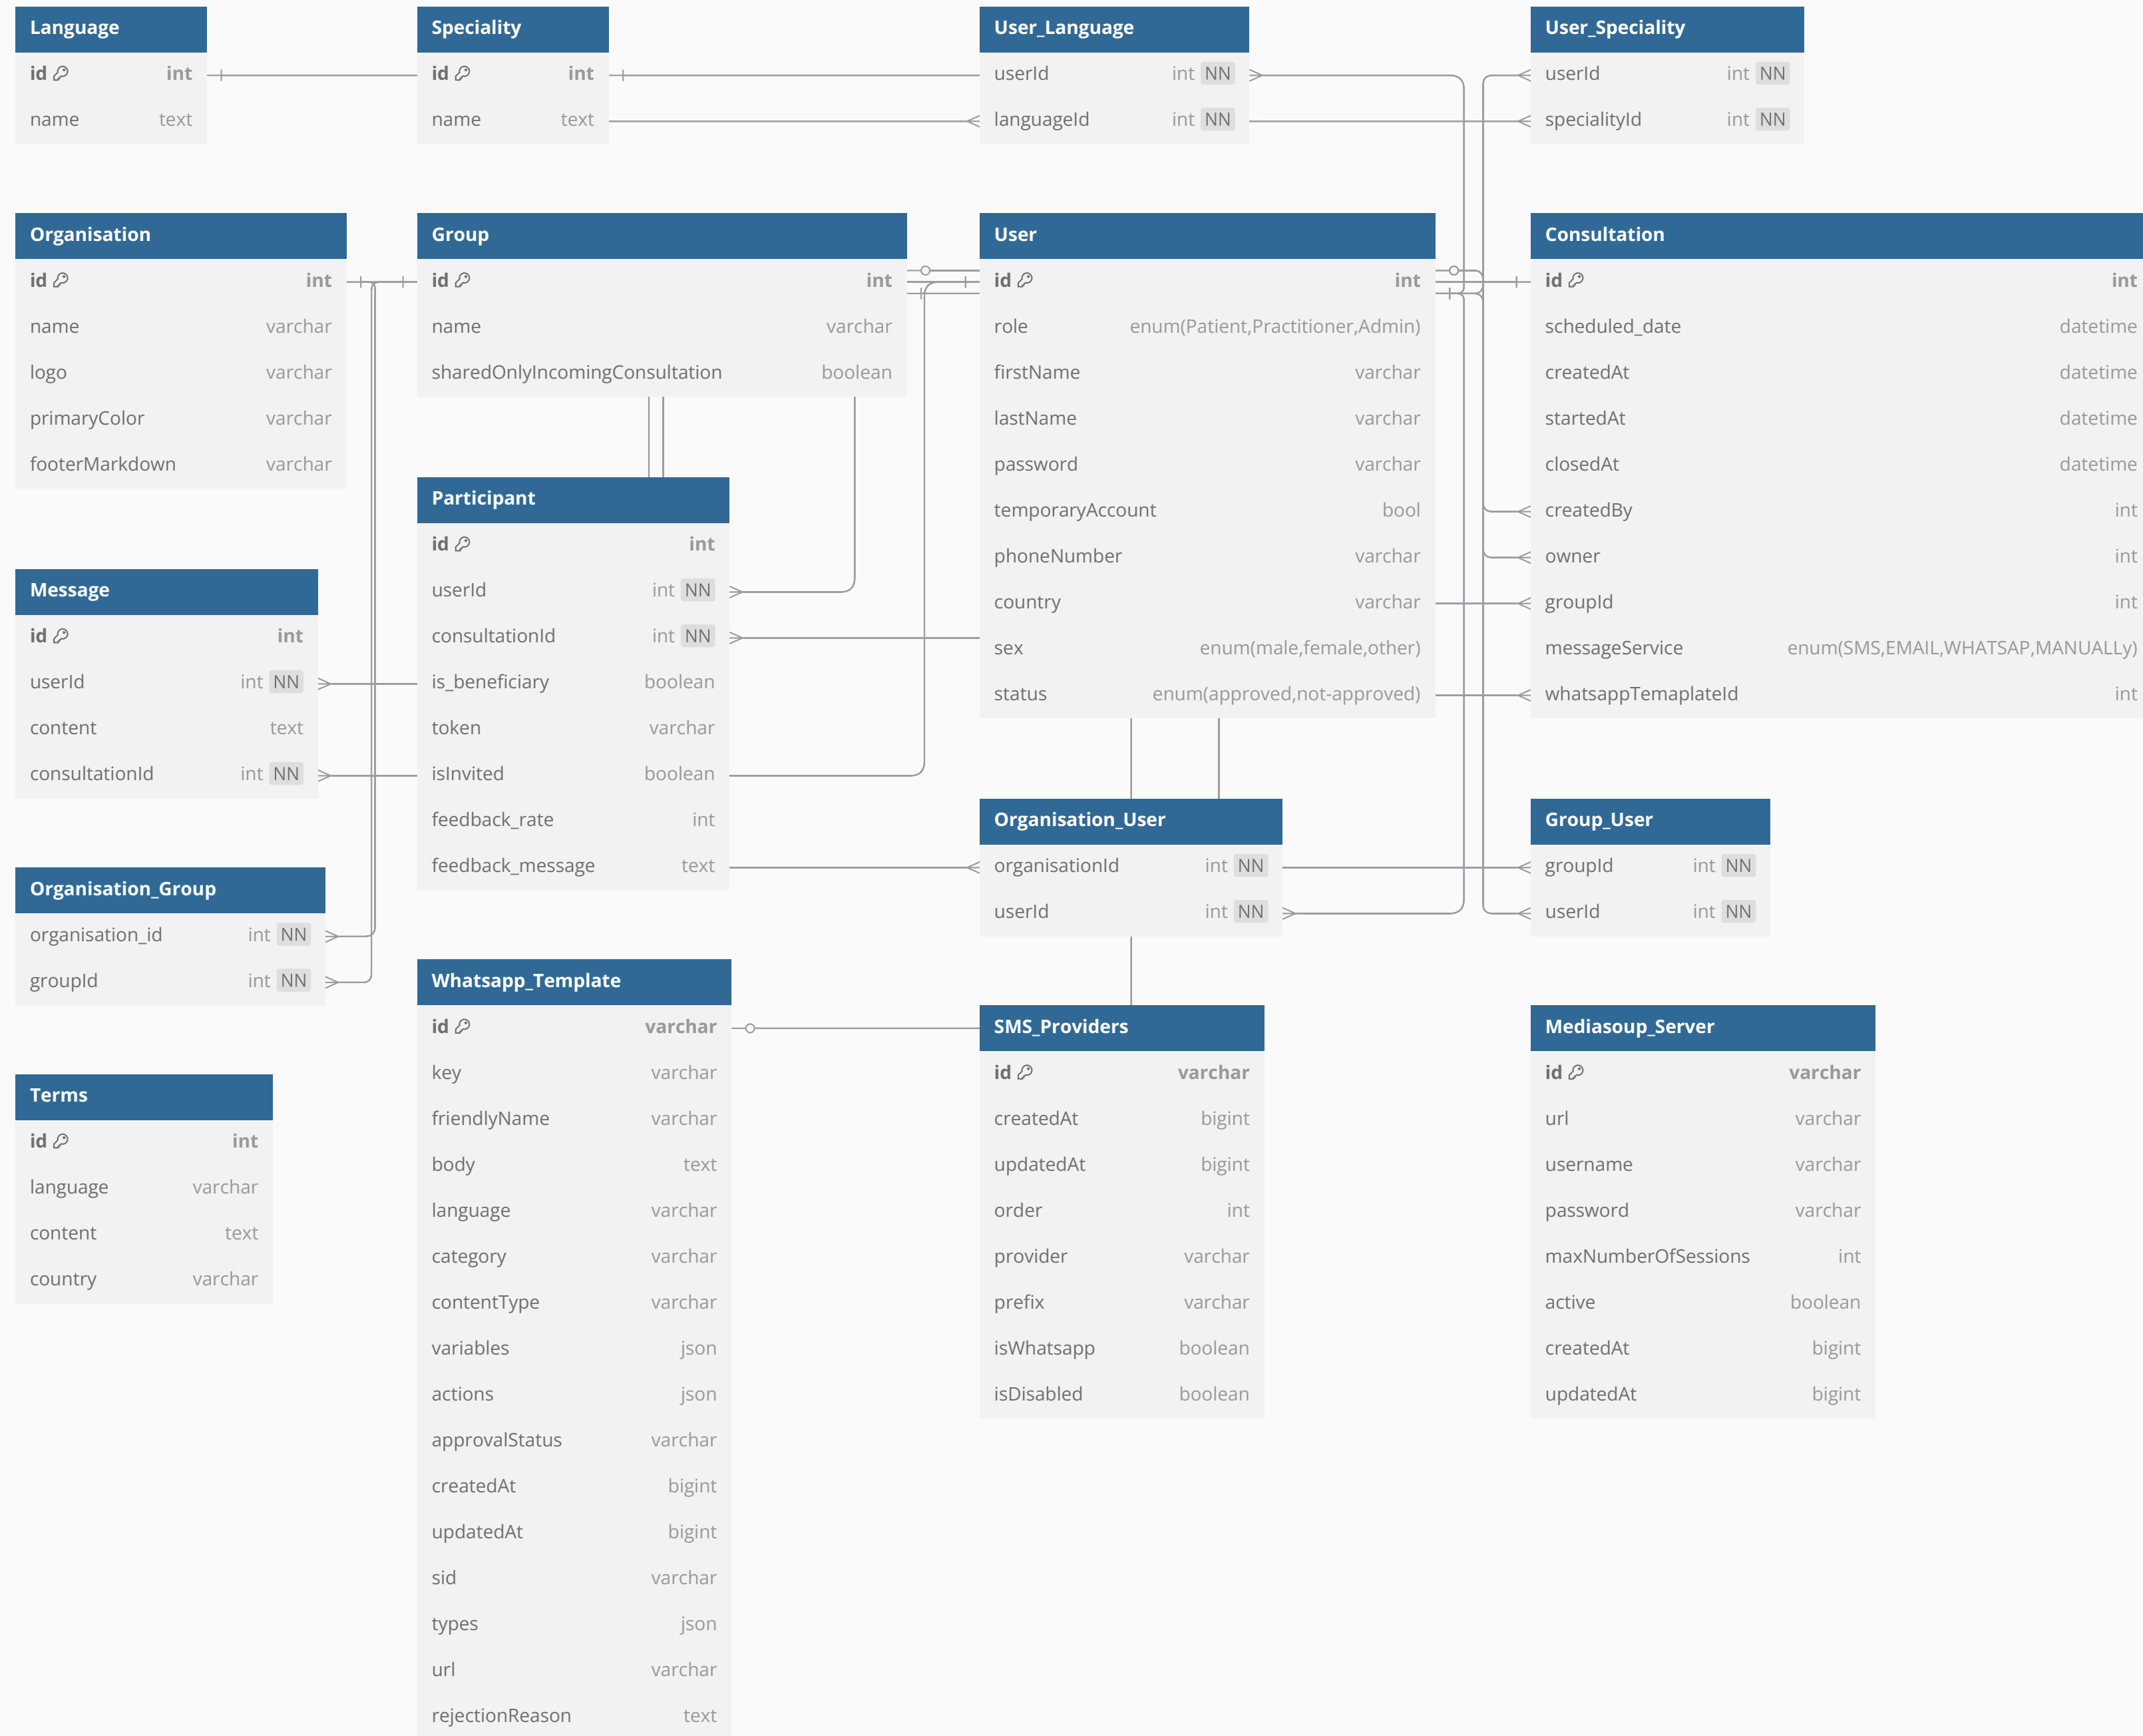 Language
id int
name text
Speciality
id int
name text
User_Language
userId int NN
languageId int NN
User_Speciality
userId int NN
specialityId int NN
Organisation
id int
name varchar
logo varchar
primaryColor varchar
footerMarkdown varchar
Group
id int
name varchar
sharedOnlyIncomingConsultation boolean
User
id int
role enum(Patient,Practitioner,Admin)
firstName varchar
lastName varchar
password varchar
temporaryAccount bool
phoneNumber varchar
country varchar
sex enum(male,female,other)
status enum(approved,not-approved)
Consultation
id int
scheduled_date datetime
createdAt datetime
startedAt datetime
closedAt datetime
createdBy int
owner int
groupId int
messageService enum(SMS,EMAIL,WHATSAP,MANUALLy)
whatsappTemaplateId int
Participant
id int
userId int NN
consultationId int NN
is_beneficiary boolean
token varchar
isInvited boolean
feedback_rate int
feedback_message text
Message
id int
userId int NN
content text
consultationId int NN
Organisation_User
organisationId int NN
userId int NN
Group_User
groupId int NN
userId int NN
Organisation_Group
organisation_id int NN
groupId int NN
Whatsapp_Template
id varchar
key varchar
friendlyName varchar
body text
language varchar
category varchar
contentType varchar
variables json
actions json
approvalStatus varchar
createdAt bigint
updatedAt bigint
sid varchar
types json
url varchar
rejectionReason text
SMS_Providers
id varchar
createdAt bigint
updatedAt bigint
order int
provider varchar
prefix varchar
isWhatsapp boolean
isDisabled boolean
Mediasoup_Server
id varchar
url varchar
username varchar
password varchar
maxNumberOfSessions int
active boolean
createdAt bigint
updatedAt bigint
Terms
id int
language varchar
content text
country varchar